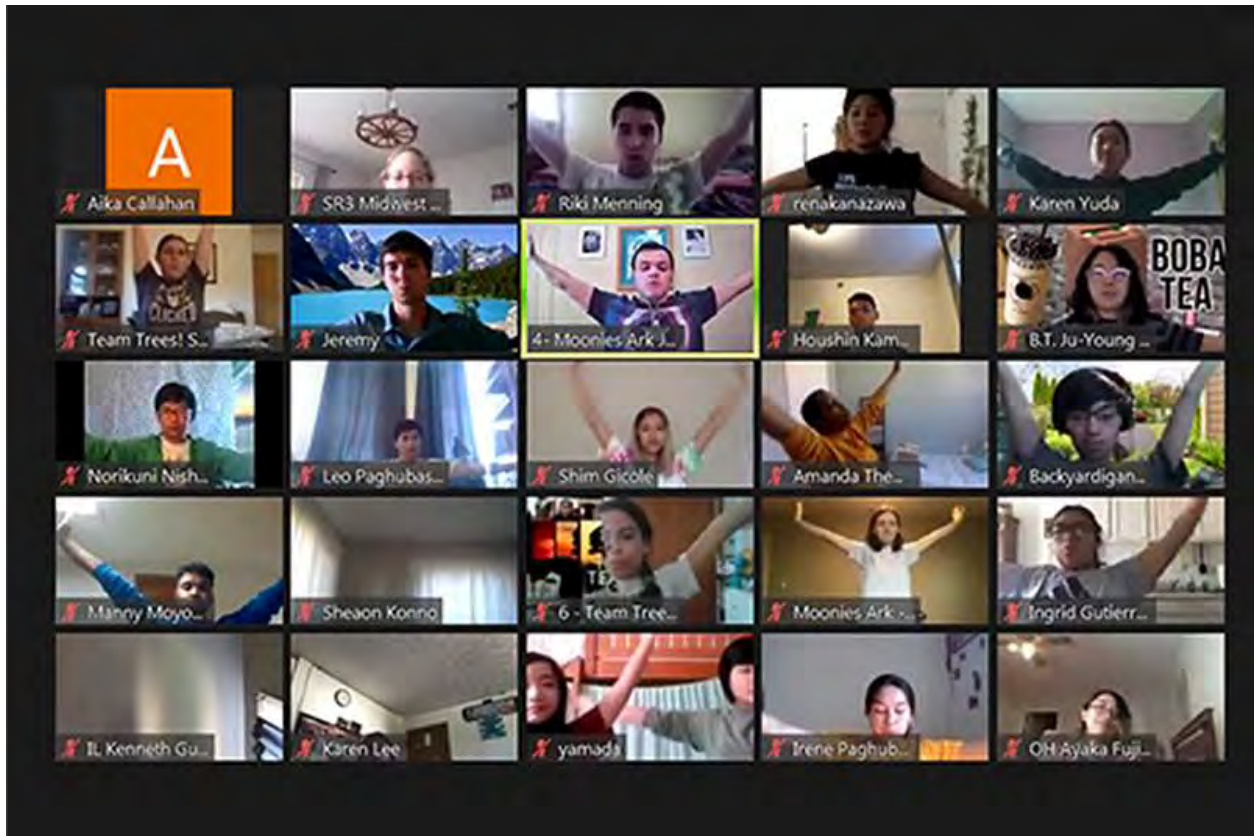 A
Aika Callahan
SR3 Midwest ...
Riki Menning
renakanazawa
Karen Yuda
Team Trees! S...
Jeremy
4- Moonies Ark J...
Houshin Kam...
BOBA
TEA
B.T. Ju-Young ...
Norikuni Nish...
Leo Paghubas...
Shim Gicole
Amanda The...
Backyardigan...
Manny Moyo...
Sheaon Konno
6 - Team Tree...
Moonies Ark -...
Ingrid Gutierr...
IL Kenneth Gu...
Karen Lee
yamada
Irene Paghub...
OH Ayaka Fuji...